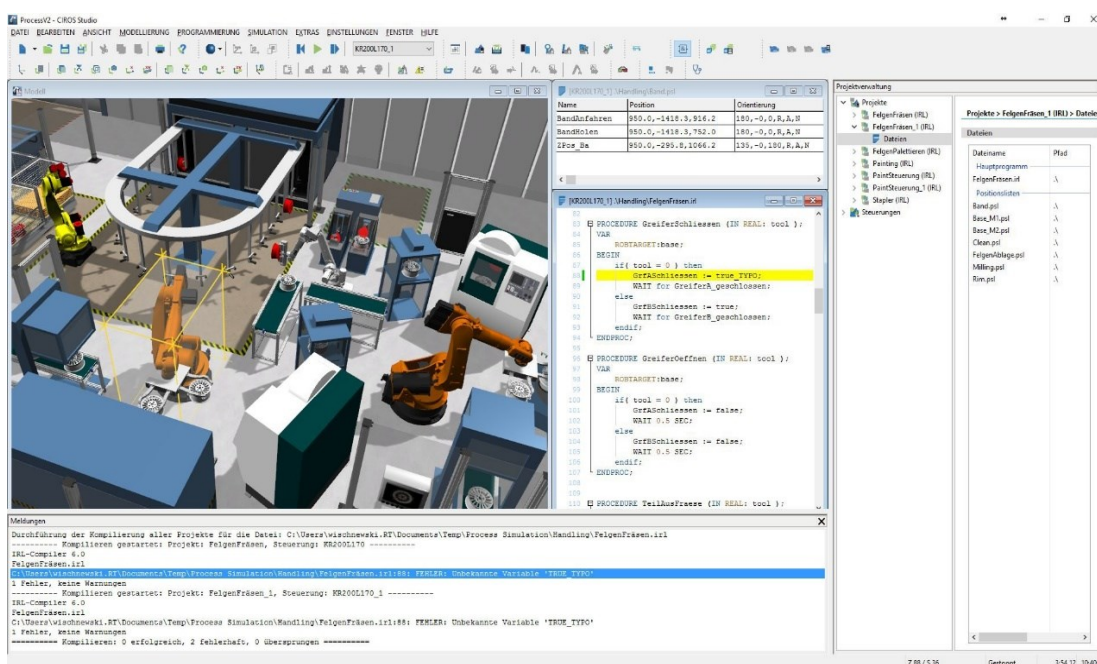 ProcessV2 - CIROS Studio
DATEI BEARBEITEN ANSICHT MODELLIERUNG PROGRAMMIERUNG SIMULATION EXTRAS EINSTELLUNGEN FENSTER HILFE
KR200L170_1
Modell
[KR200L170_1] .\Handling\Band.psl
Name Position Orientierung
BandAnfahren 950.0,-1418.3,916.2 180,-0,0,R,A,N
BandHolen 950.0,-1418.3,752.0 180,-0,0,R,A,N
ZPos_Ba 950.0,-295.8,1066.2 135,-0,180,R,A,N
[KR200L170_1] .\Handling\FelgenFräsen.irl
82
83 PROCEDURE GreiferSchliessen (IN REAL: tool );
84 VAR
85 ROBTARGET:base;
86 BEGIN
87 if( tool = 0 ) then
88 GrfASchliessen := true_TYPO;
89 WAIT for GreiferA_geschlossen;
90 else
91 GrfBSchliessen := true;
92 WAIT for GreiferB_geschlossen;
93 endif;
94 ENDPROC;
95
96 PROCEDURE GreiferOeffnen (IN REAL: tool );
97 VAR
98 ROBTARGET:base;
99 BEGIN
100 if( tool = 0 ) then
101 GrfASchliessen := false;
102 WAIT 0.5 SEC;
103 else
104 GrfBSchliessen := false;
105 WAIT 0.5 SEC;
106 endif;
107 ENDPROC;
108
109
110 PROCEDURE TeilAusFraese (IN REAL: tool );
Projektverwaltung
Projekte
FelgenFräsen (IRL)
FelgenFräsen_1 (IRL)
Dateien
FelgenPalettieren (IRL)
Painting (IRL)
PaintSteuerung (IRL)
PaintSteuerung_1 (IRL)
Stapler (IRL)
Steuerungen
Projekte > FelgenFräsen_1 (IRL) > Dateie
Dateien
Dateiname Pfad
Hauptprogramm
FelgenFräsen.irl .\
Positionslisten
Band.psl .\
Base_M1.psl .\
Base_M2.psl .\
Clean.psl .\
FelgenAblage.psl .\
Milling.psl .\
Rim.psl .\
Meldungen
Durchführung der Kompilierung aller Projekte für die Datei: C:\Users\wischnewski.RT\Documents\Temp\Process Simulation\Handling\FelgenFräsen.irl
---------- Kompilieren gestartet: Projekt: FelgenFräsen, Steuerung: KR200L170 ----------
IRL-Compiler 6.0
FelgenFräsen.irl
C:\Users\wischnewski.RT\Documents\Temp\Process Simulation\Handling\FelgenFräsen.irl:88: FEHLER: Unbekannte Variable 'TRUE_TYPO'
1 Fehler, keine Warnungen
---------- Kompilieren gestartet: Projekt: FelgenFräsen_1, Steuerung: KR200L170_1 ----------
IRL-Compiler 6.0
FelgenFräsen.irl
C:\Users\wischnewski.RT\Documents\Temp\Process Simulation\Handling\FelgenFräsen.irl:88: FEHLER: Unbekannte Variable 'TRUE_TYPO'
1 Fehler, keine Warnungen
========== Kompilieren: 0 erfolgreich, 2 fehlerhaft, 0 übersprungen ==========
Z 88 / S 36 Gestoppt 3:54.12 19:40